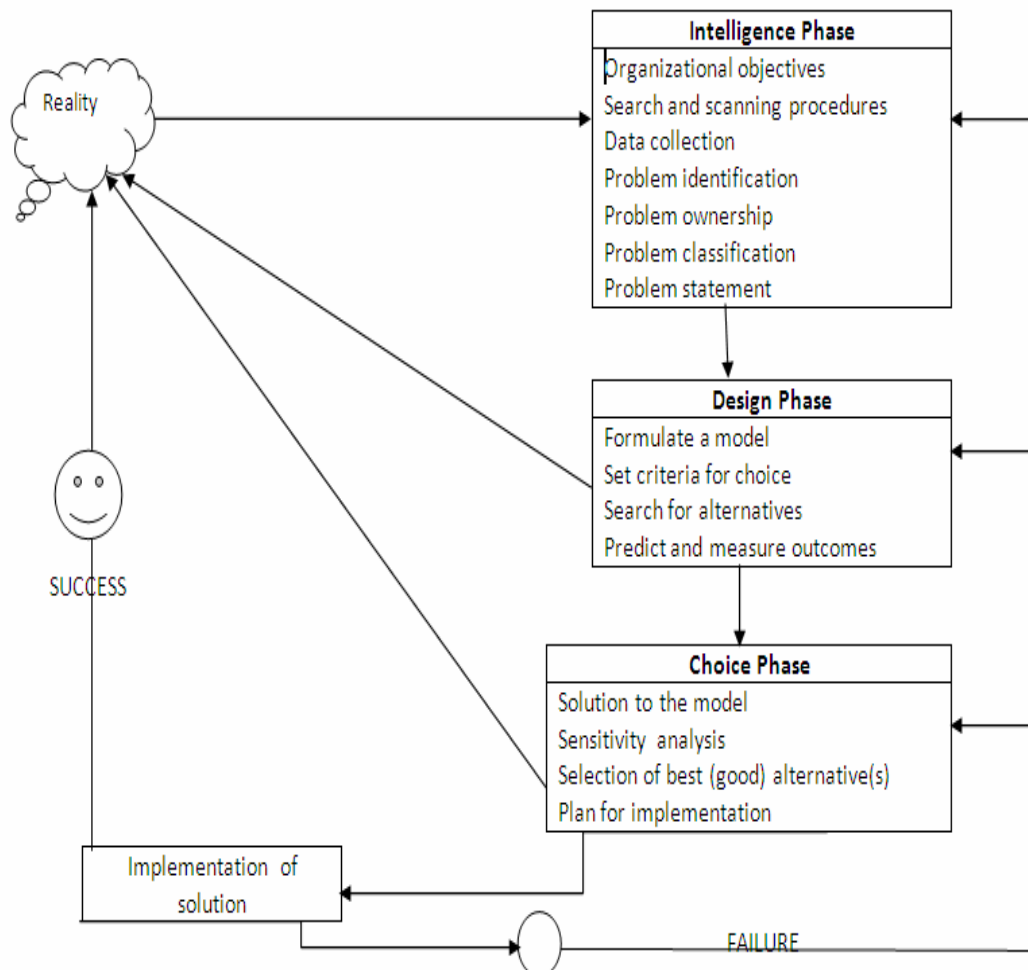 Reality
Intelligence Phase
Organizational objectives
Search and scanning procedures
Data collection
Problem identification
Problem ownership
Problem classification
Problem statement
Design Phase
Formulate a model
Set criteria for choice
Search for alternatives
Predict and measure outcomes
SUCCESS
Choice Phase
Solution to the model
Sensitivity analysis
Selection of best (good) alternative(s)
Plan for implementation
Implementation of
solution
FAILURE